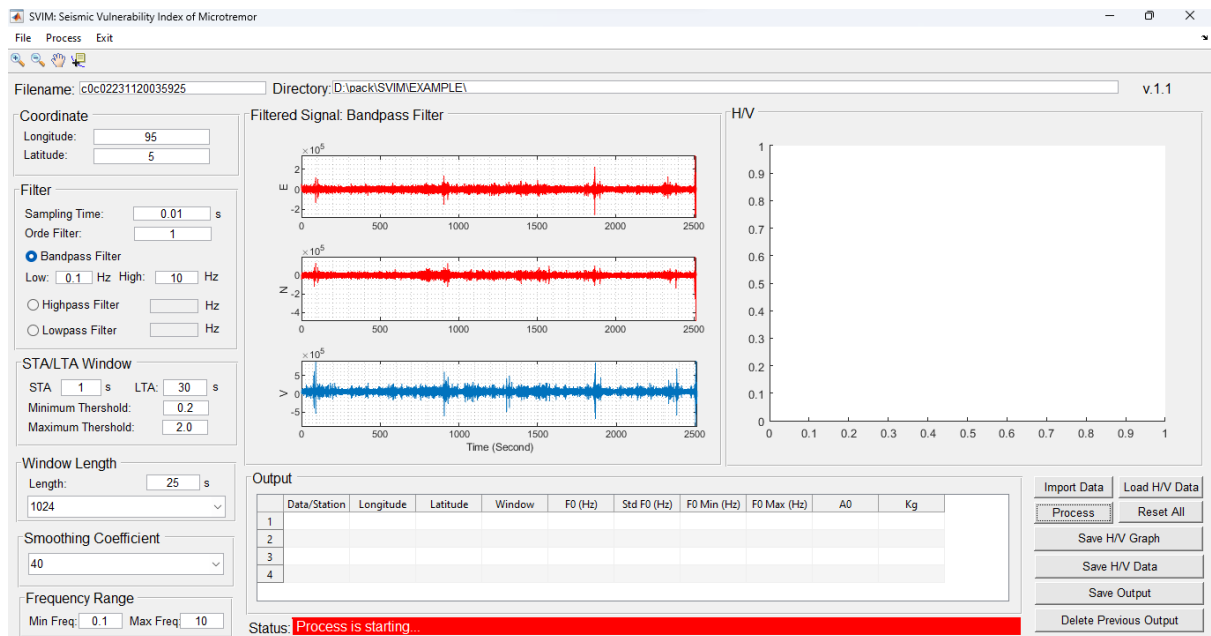 SVIM: Seismic Vulnerability Index of Microtremor
File Process Exit
Filename: c0c02231120035925 Directory: D:\pack\SVIM\EXAMPLE\ v.1.1
Coordinate
Longitude: 95
Latitude: 5
Filter
Sampling Time: 0.01 s
Orde Filter: 1
Bandpass Filter
Low: 0.1 Hz High: 10 Hz
Highpass Filter Hz
Lowpass Filter Hz
STA/LTA Window
STA 1 s LTA: 30 s
Minimum Thershold: 0.2
Maximum Thershold: 2.0
Window Length
Length: 25 s
1024
Smoothing Coefficient
40
Frequency Range
Min Freq: 0.1 Max Freq: 10
Filtered Signal: Bandpass Filter
×10^5
2
0
-2
E
0 500 1000 1500 2000 2500
×10^5
0
-2
-4
N
0 500 1000 1500 2000 2500
×10^5
5
0
-5
V
0 500 1000 1500 2000 2500
Time (Second)
H/V
1
0.9
0.8
0.7
0.6
0.5
0.4
0.3
0.2
0.1
0
0 0.1 0.2 0.3 0.4 0.5 0.6 0.7 0.8 0.9 1
Output
Data/Station Longitude Latitude Window F0 (Hz) Std F0 (Hz) F0 Min (Hz) F0 Max (Hz) A0 Kg
1
2
3
4
Status: Process is starting...
Import Data Load H/V Data
Process Reset All
Save H/V Graph
Save H/V Data
Save Output
Delete Previous Output